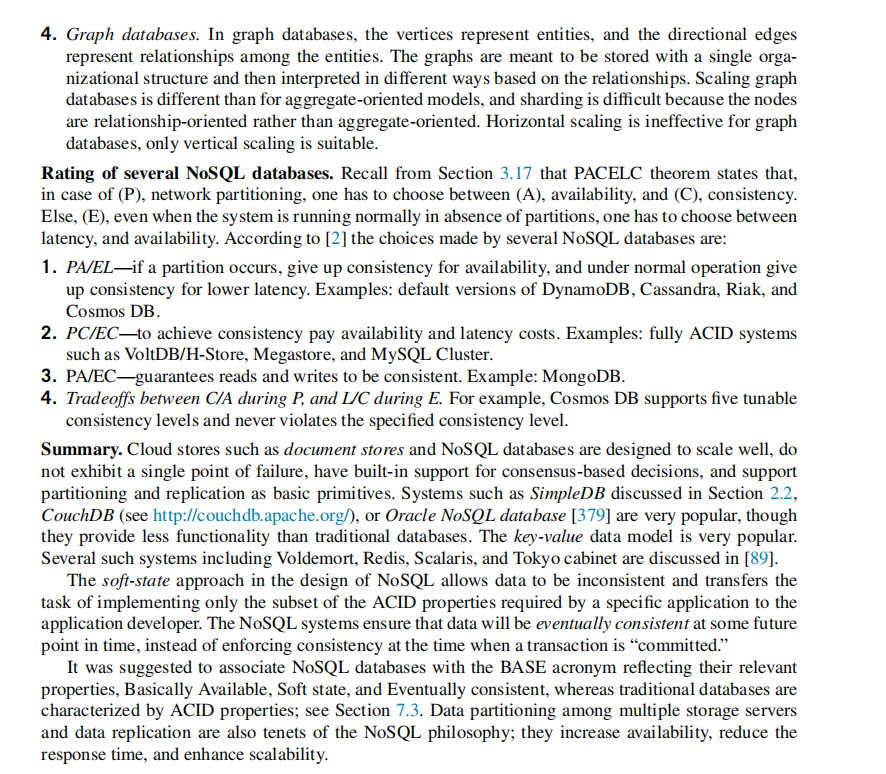 4. Graph databases. In graph databases, the vertices represent entities, and the directional edges
represent relationships among the entities. The graphs are meant to be stored with a single orga-
nizational structure and then interpreted in different ways based on the relationships. Scaling graph
databases is different than for aggregate-oriented models, and sharding is difficult because the nodes
are relationship-oriented rather than aggregate-oriented. Horizontal scaling is ineffective for graph
databases, only vertical scaling is suitable.
Rating of several NoSQL databases. Recall from Section 3.17 that PACELC theorem states that,
in case of (P), network partitioning, one has to choose between (A), availability, and (C), consistency.
Else, (E), even when the system is running normally in absence of partitions, one has to choose between
latency, and availability. According to [2] the choices made by several NoSQL databases are:
1. PA/EL—if a partition occurs, give up consistency for availability, and under normal operation give
up consistency for lower latency. Examples: default versions of DynamoDB, Cassandra, Riak, and
Cosmos DB.
2. PC/EC—to achieve consistency pay availability and latency costs. Examples: fully ACID systems
such as VoltDB/H-Store, Megastore, and MySQL Cluster.
3. PA/EC—guarantees reads and writes to be consistent. Example: MongoDB.
4. Tradeoffs between C/A during P, and L/C during E. For example, Cosmos DB supports five tunable
consistency levels and never violates the specified consistency level.
Summary. Cloud stores such as document stores and NoSQL databases are designed to scale well, do
not exhibit a single point of failure, have built-in support for consensus-based decisions, and support
partitioning and replication as basic primitives. Systems such as SimpleDB discussed in Section 2.2,
CouchDB (see http://couchdb.apache.org/), or Oracle NoSQL database [379] are very popular, though
they provide less functionality than traditional databases. The key-value data model is very popular.
Several such systems including Voldemort, Redis, Scalaris, and Tokyo cabinet are discussed in [89].
The soft-state approach in the design of NoSQL allows data to be inconsistent and transfers the
task of implementing only the subset of the ACID properties required by a specific application to the
application developer. The NoSQL systems ensure that data will be eventually consistent at some future
point in time, instead of enforcing consistency at the time when a transaction is “committed.”
It was suggested to associate NoSQL databases with the BASE acronym reflecting their relevant
properties, Basically Available, Soft state, and Eventually consistent, whereas traditional databases are
characterized by ACID properties; see Section 7.3. Data partitioning among multiple storage servers
and data replication are also tenets of the NoSQL philosophy; they increase availability, reduce the
response time, and enhance scalability.